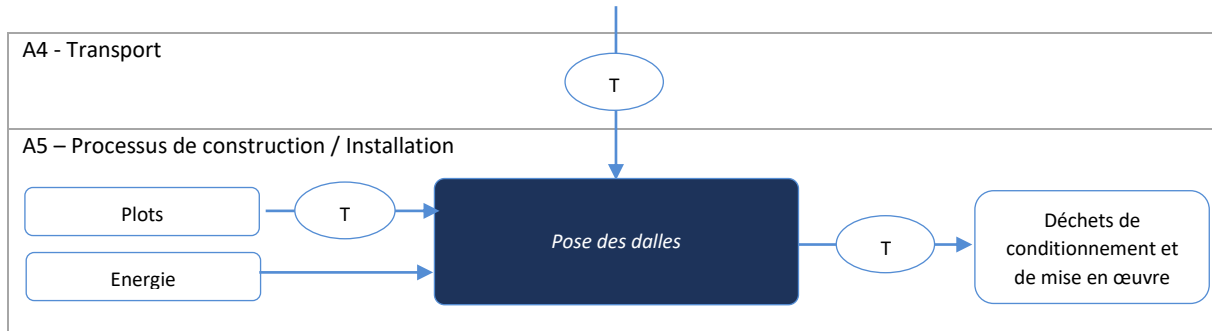 A4 - Transport
T
A5 – Processus de construction / Installation
Plots
T
Pose des dalles
T
Déchets de
conditionnement et
de mise en œuvre
Energie